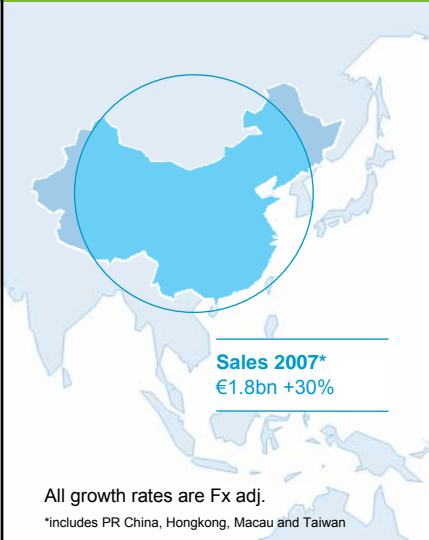 Sales 2007*
€1.8bn +30%
All growth rates are Fx adj.
*includes PR China, Hongkong, Macau and Taiwan